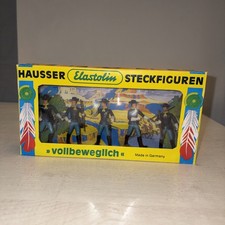 HAUSSER Elastolin STECKFIGUREN
»vollbeweglich«
Made in Germany